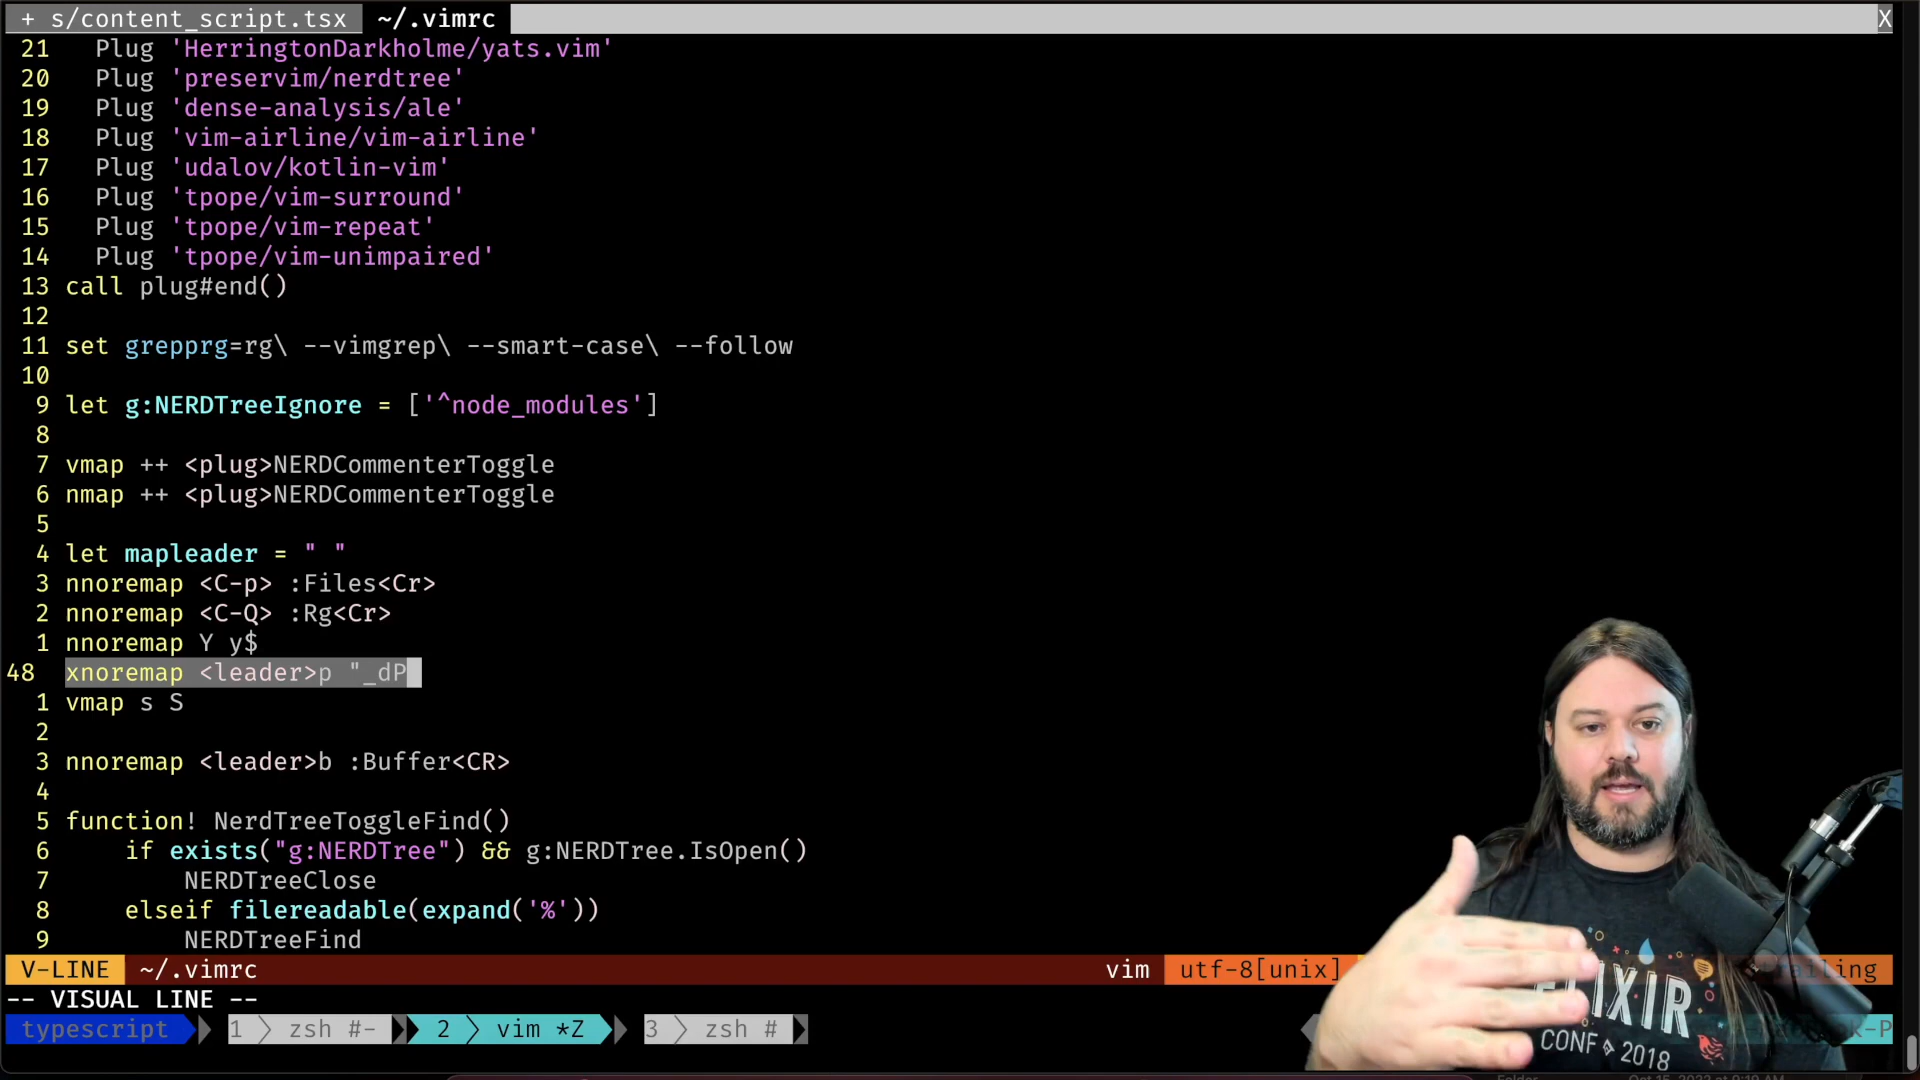 + s/content_script.tsx ~/.vimrc X
21 Plug 'HerringtonDarkholme/yats.vim'
20 Plug 'preservim/nerdtree'
19 Plug 'dense-analysis/ale'
18 Plug 'vim-airline/vim-airline'
17 Plug 'udalov/kotlin-vim'
16 Plug 'tpope/vim-surround'
15 Plug 'tpope/vim-repeat'
14 Plug 'tpope/vim-unimpaired'
13 call plug#end()
12
11 set grepprg=rg\ --vimgrep\ --smart-case\ --follow
10
9 let g:NERDTreeIgnore = ['^node_modules']
8
7 vmap ++ <plug>NERDCommenterToggle
6 nmap ++ <plug>NERDCommenterToggle
5
4 let mapleader = " "
3 nnoremap <C-p> :Files<Cr>
2 nnoremap <C-Q> :Rg<Cr>
1 nnoremap Y y$
48 xnoremap <leader>p "_dP
1 vmap s S
2
3 nnoremap <leader>b :Buffer<CR>
4
5 function! NerdTreeToggleFind()
6 if exists("g:NERDTree") && g:NERDTree.IsOpen()
7 NERDTreeClose
8 elseif filereadable(expand('%'))
9 NERDTreeFind
V-LINE ~/.vimrc vim utf-8[unix]
-- VISUAL LINE --
typescript 1 zsh #- 2 vim *Z 3 zsh #
CONF 2018